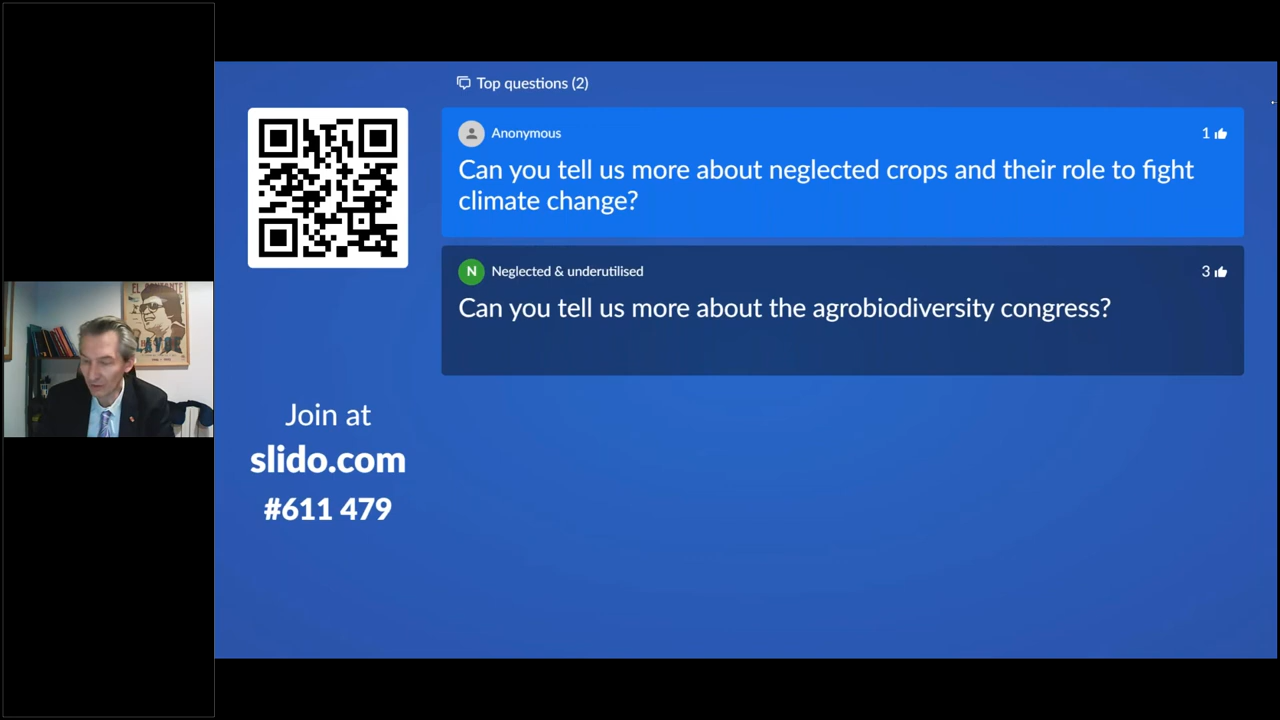 Top questions (2)
Anonymous
1
Can you tell us more about neglected crops and their role to fight
climate change?
N
Neglected & underutilised
3
Can you tell us more about the agrobiodiversity congress?
Join at
slido.com
#611 479